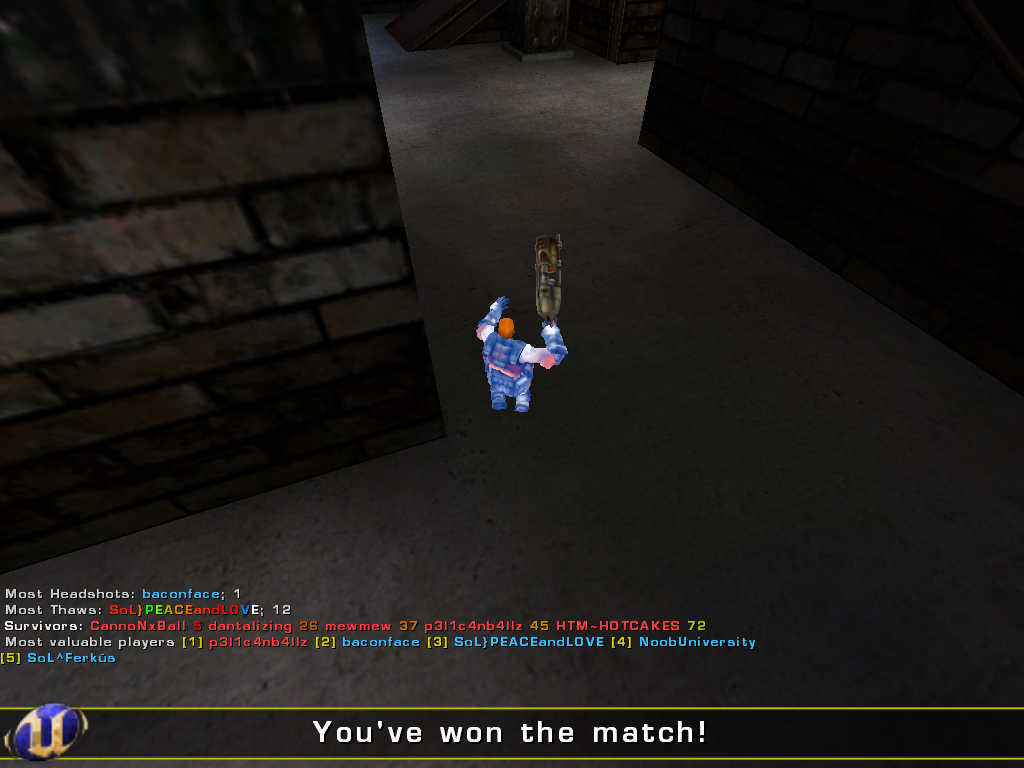 Most Headshots: baconface; 1
Most Thaws: SoL}PEACEandLOVE; 12
Survivors: CannoNxBall 5 dantalizing 26 mewmew 37 p3l1c4nb4llz 45 HTM~HOTCAKES 72
Most valuable players [1] p3l1c4nb4llz [2] baconface [3] SoL}PEACEandLOVE [4] NoobUniversity
[5] SoL^Ferküs
You've won the match!